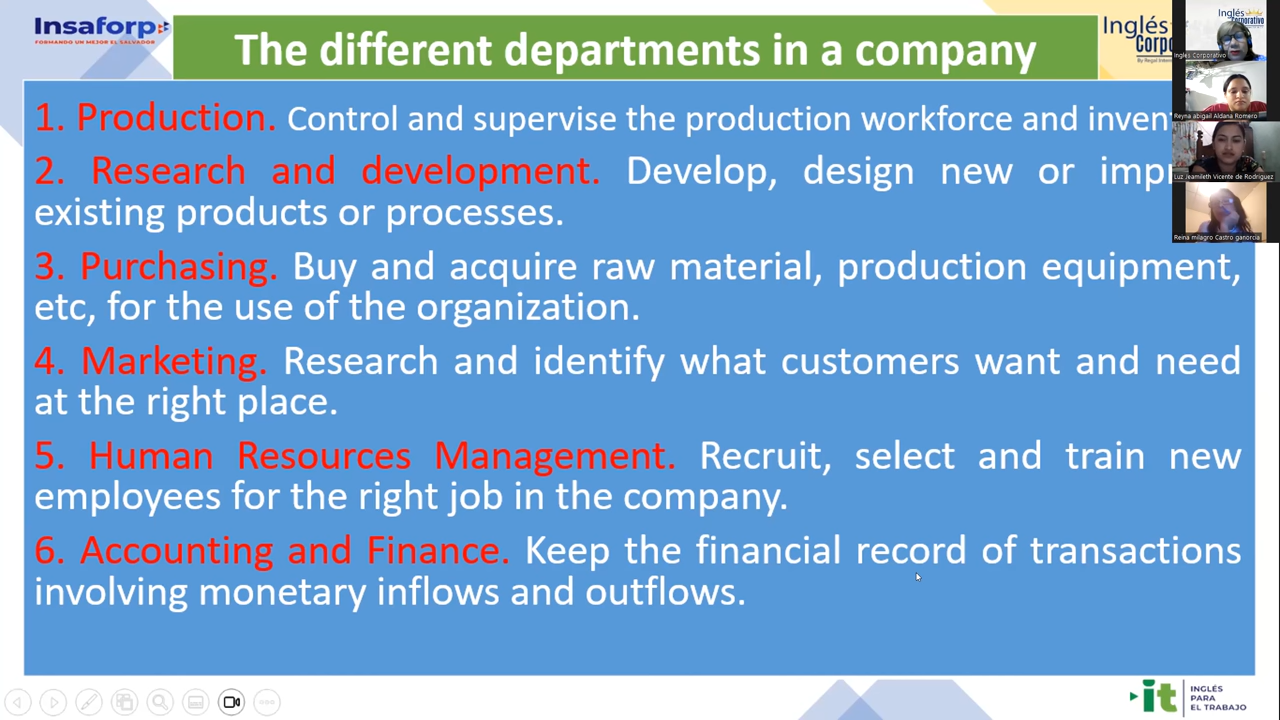 Insaforp
FORMANDO UN MEJOR EL SALVADOR
The different departments in a company
Inglés
By Regal
Inglés
Corporativo
Inglés Corporativo
Reyna abigail Aldana Romero
Luz Jeamileth Vicente de Rodriguez
Reina milagro Castro ganorcia
1. Production. Control and supervise the production workforce and
2. Research and development. Develop, design new or
existing products or processes.
3. Purchasing. Buy and acquire raw material, production equipment,
etc, for the use of the organization.
4. Marketing. Research and identify what customers want and need
at the right place.
5. Human Resources Management. Recruit, select and train new
employees for the right job in the company.
6. Accounting and Finance. Keep the financial record of transactions
involving monetary inflows and outflows.
it
INGLÉS
PARA
EL TRABAJO